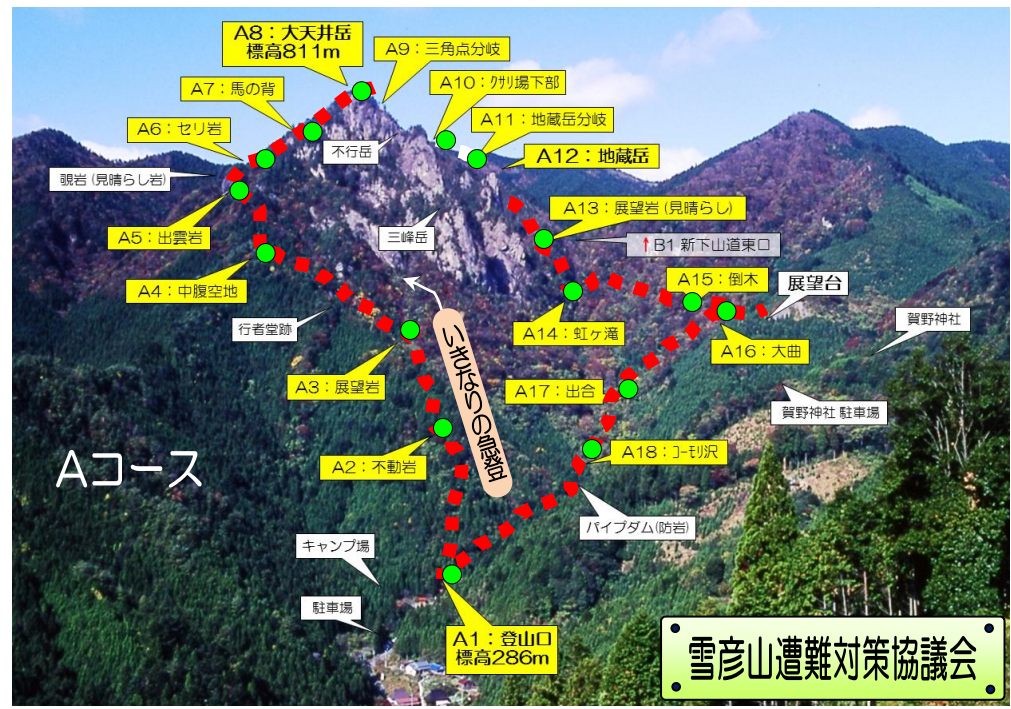 A8：大天井岳
標高811m
A9：三角点分岐
A7：馬の背
A10：ｸｻﾘ場下部
A6：セリ岩
A11：地蔵岳分岐
不行岳
A12：地蔵岳
覗岩 (見晴らし岩)
A13：展望岩 (見晴らし)
A5：出雲岩
三峰岳
↑B1 新下山道東口
A4：中腹空地
A15：倒木
展望台
行者堂跡
A14：虹ヶ滝
賀野神社
A16：大曲
いきなりの急登
A3：展望岩
A17：出合
賀野神社 駐車場
Aコース
A2：不動岩
A18：ｺｰﾓﾘ沢
パイプダム(防岩)
キャンプ場
駐車場
A1：登山口
標高286m
雪彦山遭難対策協議会